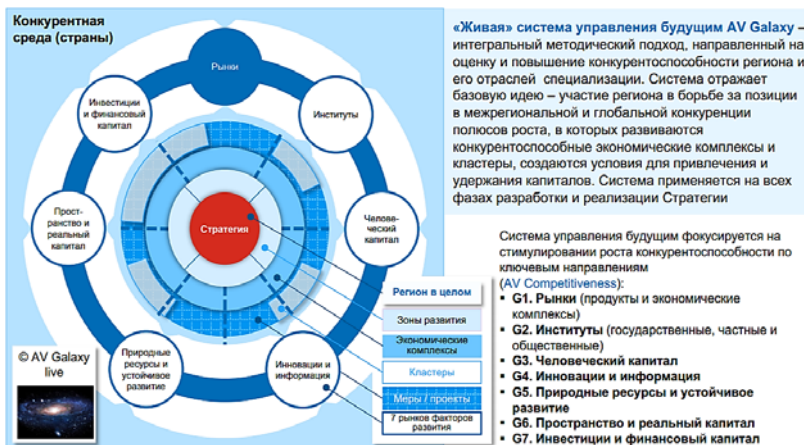 Конкурентная
среда (страны)
Рынки
Инвестиции
и финансовый
капитал
Институты
Прост-
ранство и
реальный
капитал
Стратегия
Челове-
ческий
капитал
Природные
ресурсы и
устойчивое
развитие
Инновации и
информация
© AV Galaxy
live
Регион в целом
Зоны развития
Экономические
комплексы
Кластеры
Меры / проекты
7 рынков факторов
развития
«Живая» система управления будущим AV Galaxy –
интегральный методический подход, направленный на
оценку и повышение конкурентоспособности региона и
его отраслей специализации. Система отражает
базовую идею – участие региона в борьбе за позиции
в межрегиональной и глобальной конкуренции
полюсов роста, в которых развиваются
конкурентоспособные экономические комплексы и
кластеры, создаются условия для привлечения и
удержания капиталов. Система применяется на всех
фазах разработки и реализации Стратегии
Система управления будущим фокусируется на
стимулировании роста конкурентоспособности по
ключевым направлениям
(AV Competitiveness):
▪ G1. Рынки (продукты и экономические
комплексы)
▪ G2. Институты (государственные, частные и
общественные)
▪ G3. Человеческий капитал
▪ G4. Инновации и информация
▪ G5. Природные ресурсы и устойчивое
развитие
▪ G6. Пространство и реальный капитал
▪ G7. Инвестиции и финансовый капитал